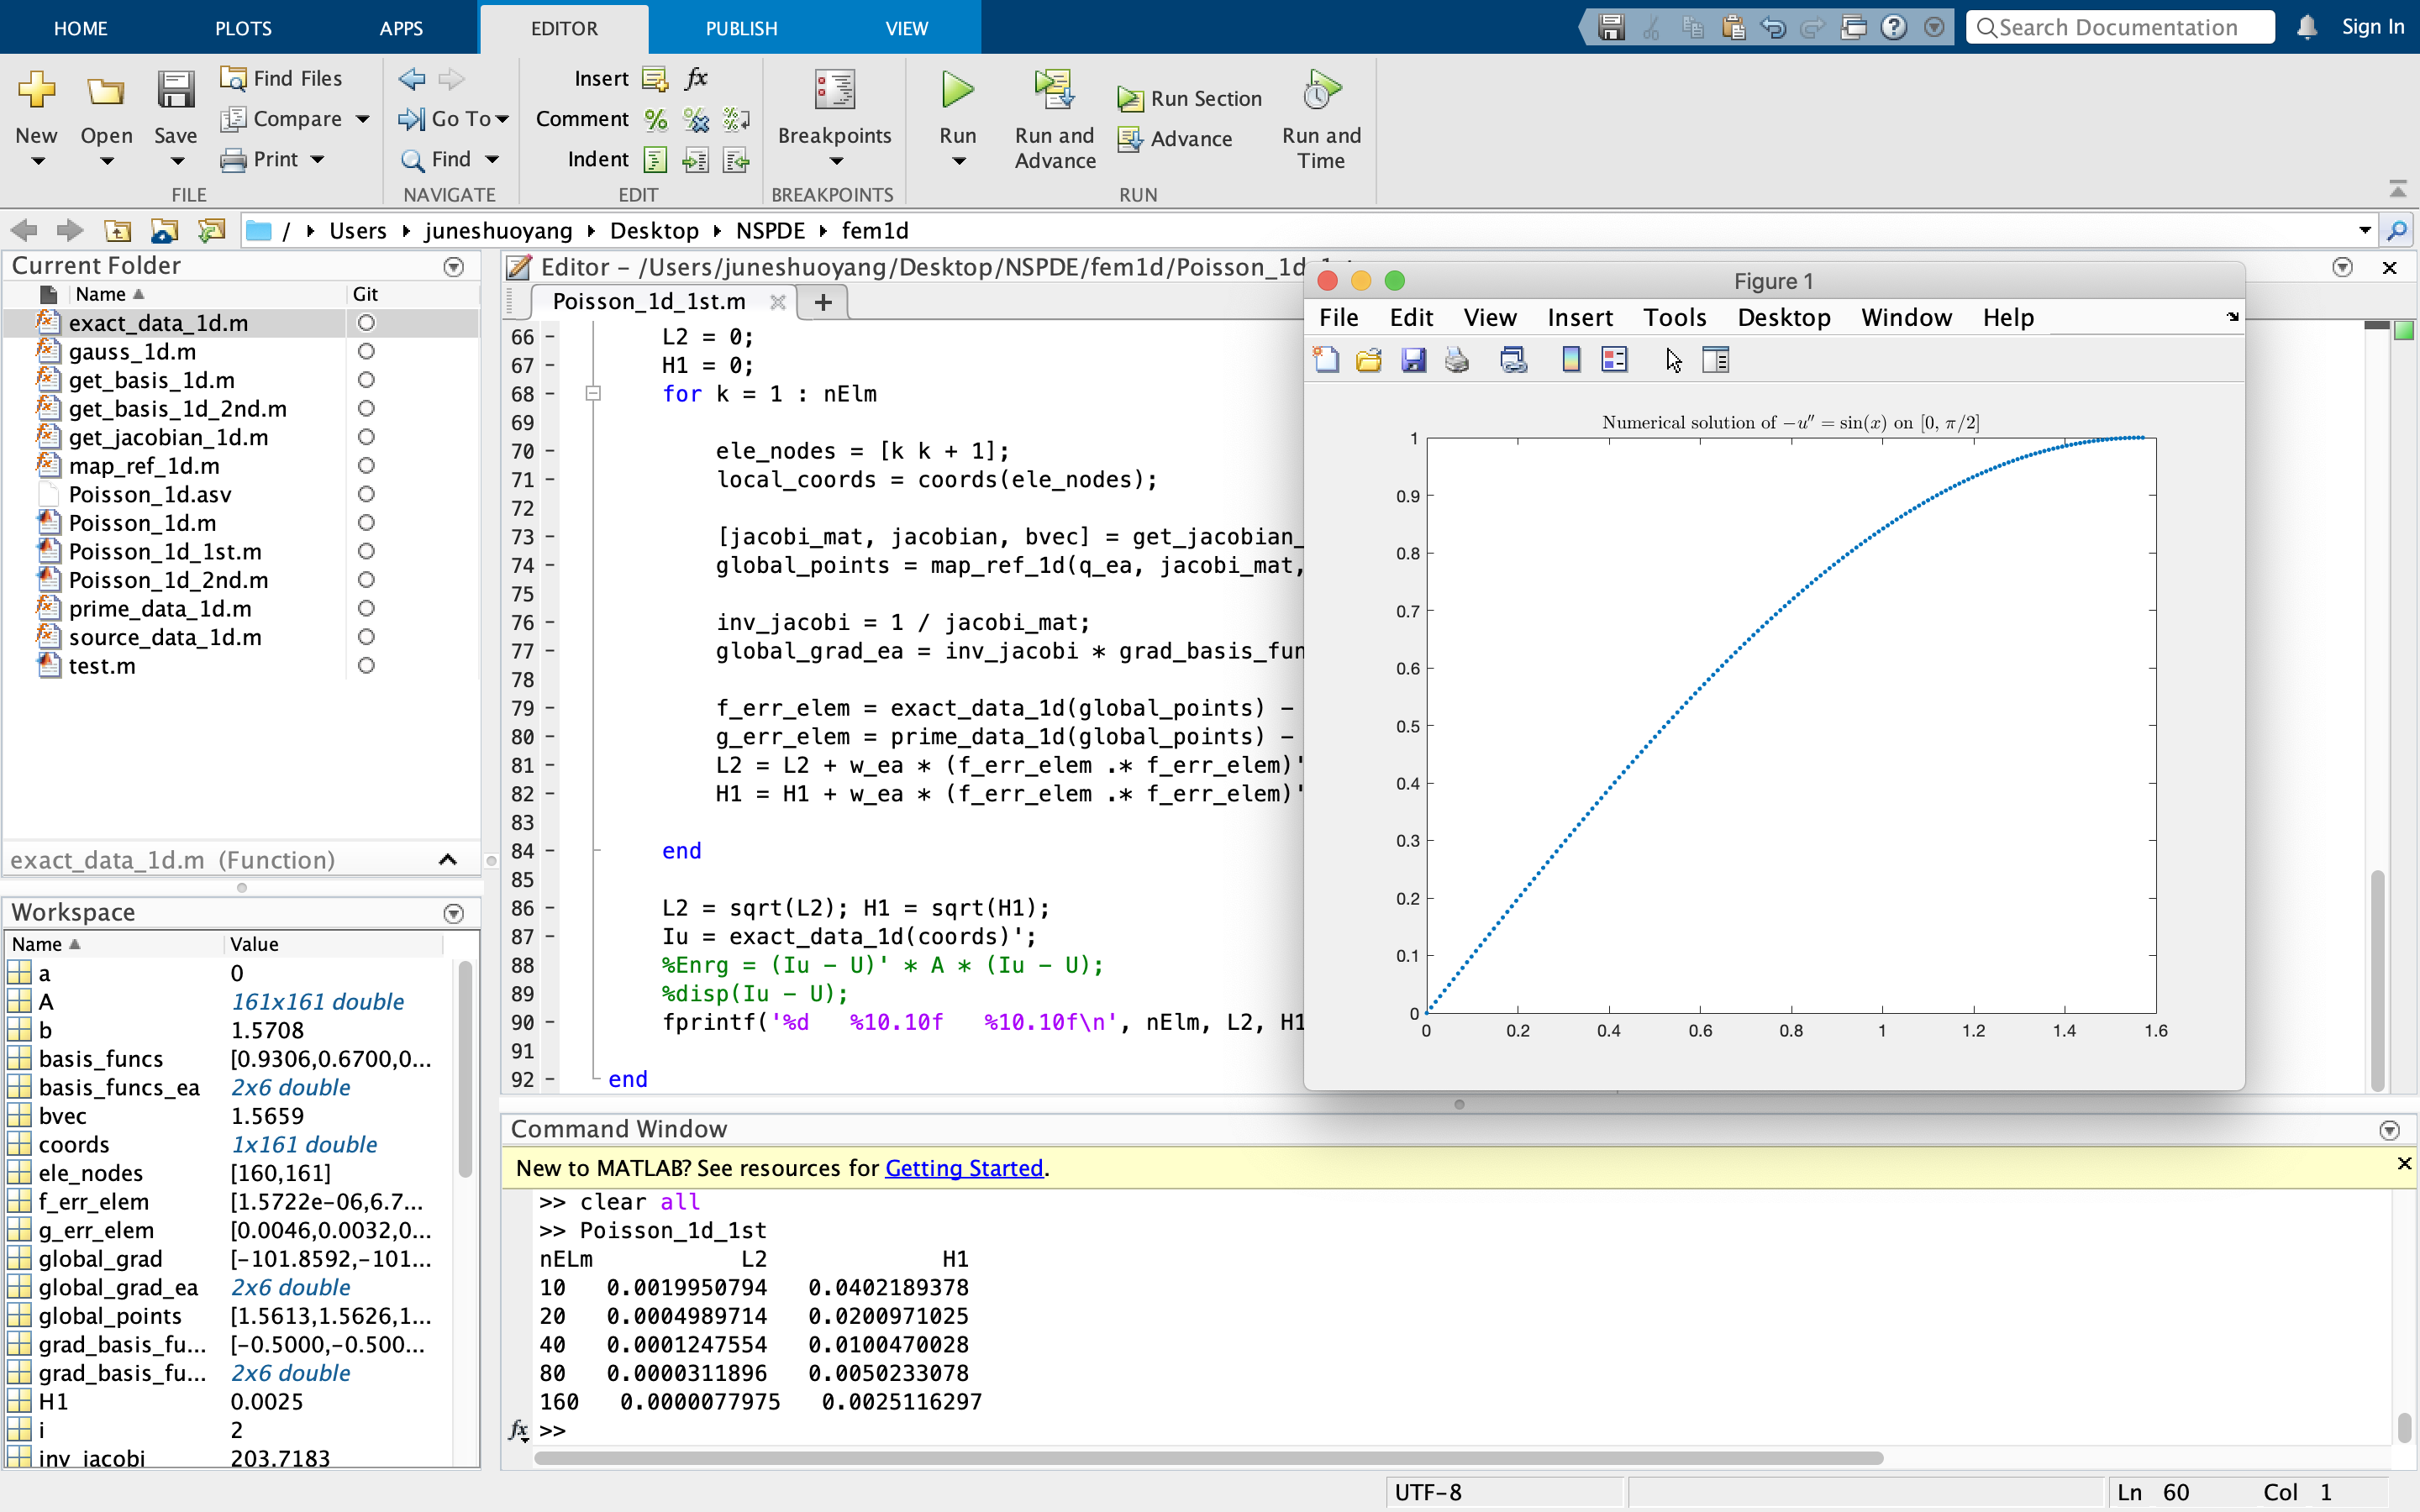 HOME PLOTS APPS EDITOR PUBLISH VIEW Search Documentation Sign In
New Open Save Find Files Compare Print
FILE
Go To Find
NAVIGATE
Insert fx
Comment
Indent
EDIT
Breakpoints
BREAKPOINTS
Run Run and Advance Run Section Advance Run and Time
RUN
/ Users juneshuoyang Desktop NSPDE fem1d
Current Folder
Name Git
exact_data_1d.m
gauss_1d.m
get_basis_1d.m
get_basis_1d_2nd.m
get_jacobian_1d.m
map_ref_1d.m
Poisson_1d.asv
Poisson_1d.m
Poisson_1d_1st.m
Poisson_1d_2nd.m
prime_data_1d.m
source_data_1d.m
test.m
exact_data_1d.m (Function)
Workspace
Name Value
a 0
A 161x161 double
b 1.5708
basis_funcs [0.9306,0.6700,0...
basis_funcs_ea 2x6 double
bvec 1.5659
coords 1x161 double
ele_nodes [160,161]
f_err_elem [1.5722e-06,6.7...
g_err_elem [0.0046,0.0032,0...
global_grad [-101.8592,-101...
global_grad_ea 2x6 double
global_points [1.5613,1.5626,1...
grad_basis_fu... [-0.5000,-0.500...
grad_basis_fu... 2x6 double
H1 0.0025
i 2
inv_jacobi 203.7183
Editor - /Users/juneshuoyang/Desktop/NSPDE/fem1d/Poisson_1d
Poisson_1d_1st.m
66 - L2 = 0;
67 - H1 = 0;
68 - for k = 1 : nElm
69
70 - ele_nodes = [k k + 1];
71 - local_coords = coords(ele_nodes);
72
73 - [jacobi_mat, jacobian, bvec] = get_jacobian_
74 - global_points = map_ref_1d(q_ea, jacobi_mat,
75
76 - inv_jacobi = 1 / jacobi_mat;
77 - global_grad_ea = inv_jacobi * grad_basis_fun
78
79 - f_err_elem = exact_data_1d(global_points) -
80 - g_err_elem = prime_data_1d(global_points) -
81 - L2 = L2 + w_ea * (f_err_elem .* f_err_elem)'
82 - H1 = H1 + w_ea * (f_err_elem .* f_err_elem)'
83
84 - end
85
86 - L2 = sqrt(L2); H1 = sqrt(H1);
87 - Iu = exact_data_1d(coords)';
88 %Enrg = (Iu - U)' * A * (Iu - U);
89 %disp(Iu - U);
90 - fprintf('%d   %10.10f   %10.10f\n', nElm, L2, H1
91
92 - end
Figure 1
File Edit View Insert Tools Desktop Window Help
Numerical solution of −u″ = sin(x) on [0, π/2]
1
0.9
0.8
0.7
0.6
0.5
0.4
0.3
0.2
0.1
0
0 0.2 0.4 0.6 0.8 1 1.2 1.4 1.6
Command Window
New to MATLAB? See resources for Getting Started.
>> clear all
>> Poisson_1d_1st
nELm L2 H1
10 0.0019950794 0.0402189378
20 0.0004989714 0.0200971025
40 0.0001247554 0.0100470028
80 0.0000311896 0.0050233078
160 0.0000077975 0.0025116297
fx >>
UTF-8 Ln 60 Col 1